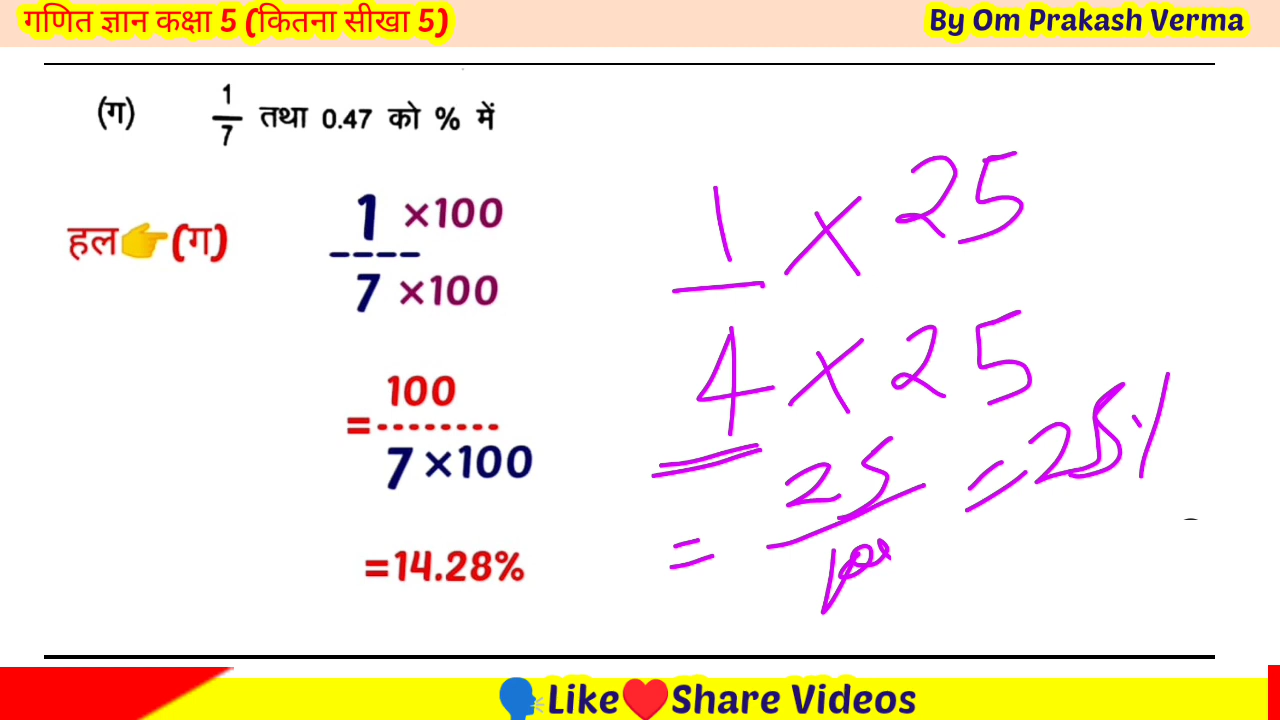 गणित ज्ञान कक्षा 5 (कितना सीखा 5)
By Om Prakash Verma
(ग) 1/7 तथा 0.47 को % में
हल👉(ग)
1 ×100
----
7 ×100
100
=--------
7 ×100
=14.28%
1 × 25
4 × 25
= 25/100 = 25%
🗣Like❤Share Videos